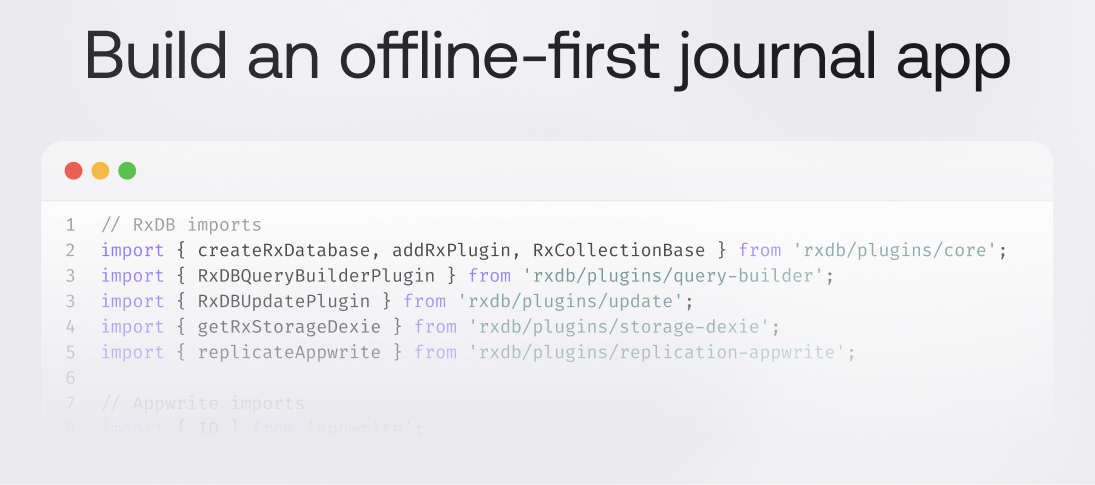 Build an offline-first journal app
1 // RxDB imports
2 import { createRxDatabase, addRxPlugin, RxCollectionBase } from 'rxdb/plugins/core';
3 import { RxDBQueryBuilderPlugin } from 'rxdb/plugins/query-builder';
3 import { RxDBUpdatePlugin } from 'rxdb/plugins/update';
4 import { getRxStorageDexie } from 'rxdb/plugins/storage-dexie';
5 import { replicateAppwrite } from 'rxdb/plugins/replication-appwrite';
6
7 // Appwrite imports
8 import { ID } from 'appwrite';